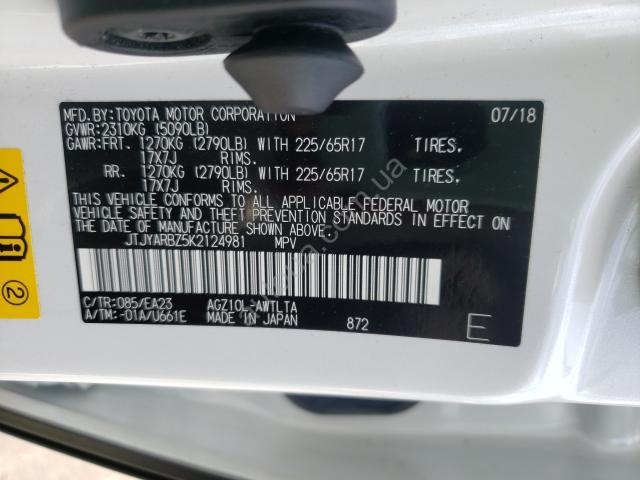 MFD.BY:TOYOTA MOTOR CORPORATION 07/18
GVWR:2310KG (5090LB)
GAWR:FRT. 1270KG (2790LB) WITH 225/65R17 TIRES.
17X7J RIMS.
RR. 1270KG (2790LB) WITH 225/65R17 TIRES.
17X7J RIMS.
THIS VEHICLE CONFORMS TO ALL APPLICABLE FEDERAL MOTOR
VEHICLE SAFETY AND THEFT PREVENTION STANDARDS IN EFFECT ON
THE DATE OF MANUFACTURE SHOWN ABOVE.
JTJYARBZ5K2124981 MPV
C/TR:085/EA23 AGZ10L-AWTLTA
A/TM:-01A/U661E MADE IN JAPAN 872 E
2